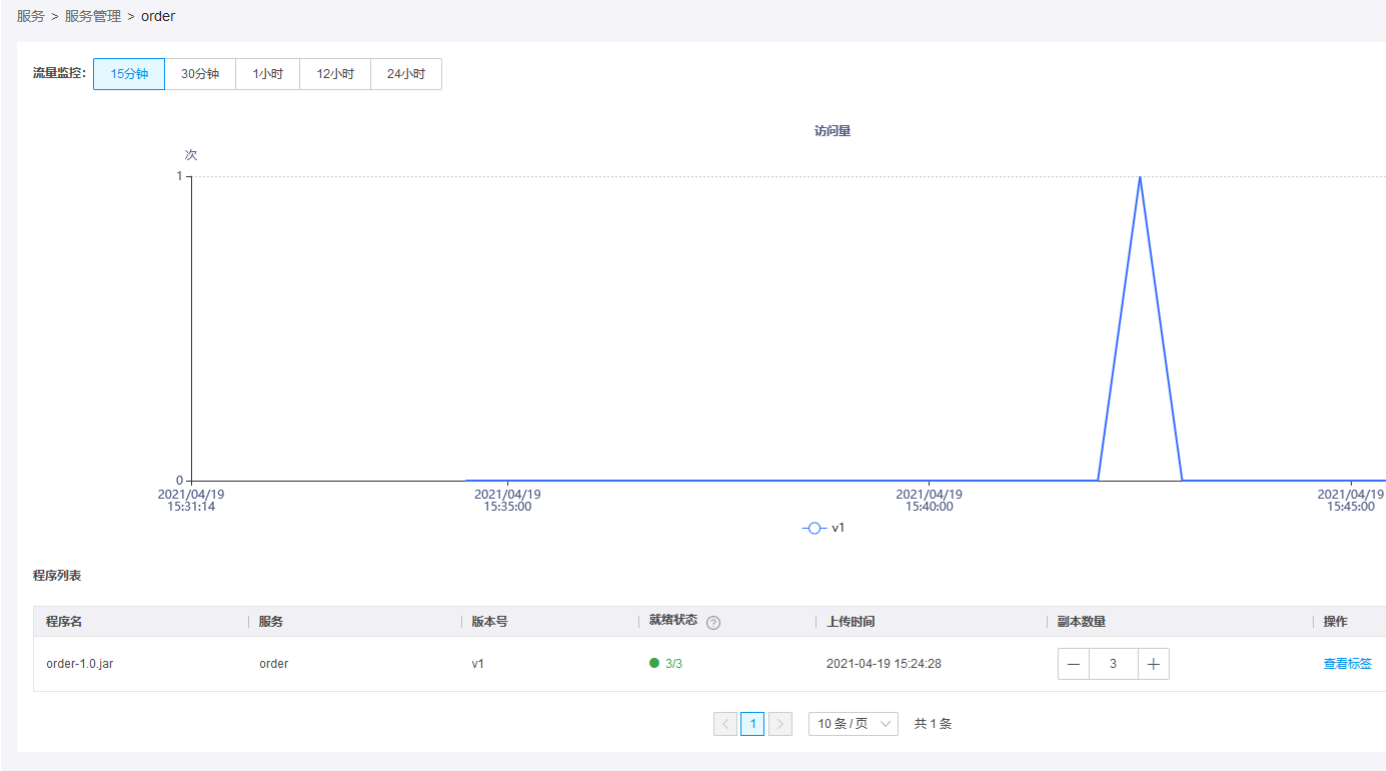 服务 > 服务管理 > order
流量监控: 15分钟 30分钟 1小时 12小时 24小时
访问量
次
1
0
2021/04/19 2021/04/19 2021/04/19 2021/04/19
15:31:14 15:35:00 15:40:00 15:45:00
v1
程序列表
程序名 服务 版本号 就绪状态 ? 上传时间 副本数量 操作
order-1.0.jar order v1 3/3 2021-04-19 15:24:28 — 3 + 查看标签
< 1 > 10 条 / 页 共 1 条